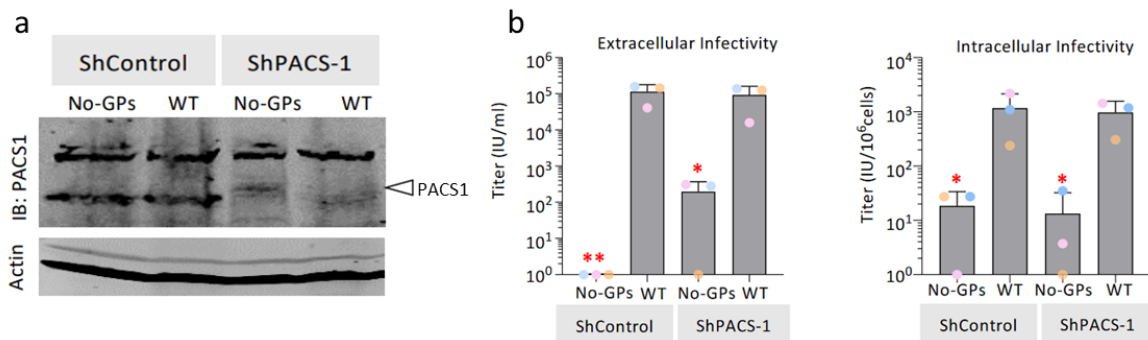 a
ShControl ShPACS-1
No-GPs WT No-GPs WT
IB: PACS1
PACS1
Actin
b
Extracellular Infectivity
Titer (IU/ml)
10⁶
10⁵
10⁴
10³
10²
10¹
10⁰
**
*
No-GPs WT No-GPs WT
ShControl ShPACS-1
Intracellular Infectivity
Titer (IU/10⁶cells)
10⁴
10³
10²
10¹
10⁰
*
*
No-GPs WT No-GPs WT
ShControl ShPACS-1